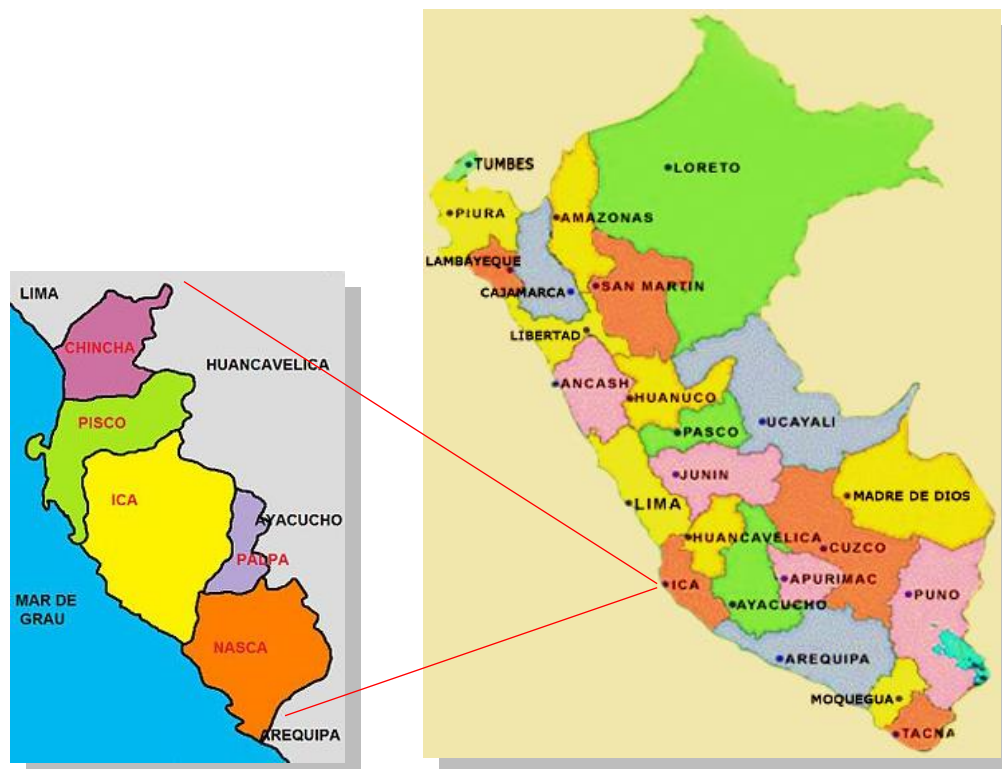 LIMA
CHINCHA
HUANCAVELICA
PISCO
ICA
AYACUCHO
PALPA
MAR DE
GRAU
NASCA
AREQUIPA
TUMBES
LORETO
PIURA
AMAZONAS
LAMBAYEQUE
CAJAMARCA
SAN MARTIN
LIBERTAD
ANCASH
HUANUCO
UCAYALI
PASCO
JUNIN
MADRE DE DIOS
LIMA
HUANCAVELICA
CUZCO
ICA
APURIMAC
PUNO
AYACUCHO
AREQUIPA
MOQUEGUA
TACNA